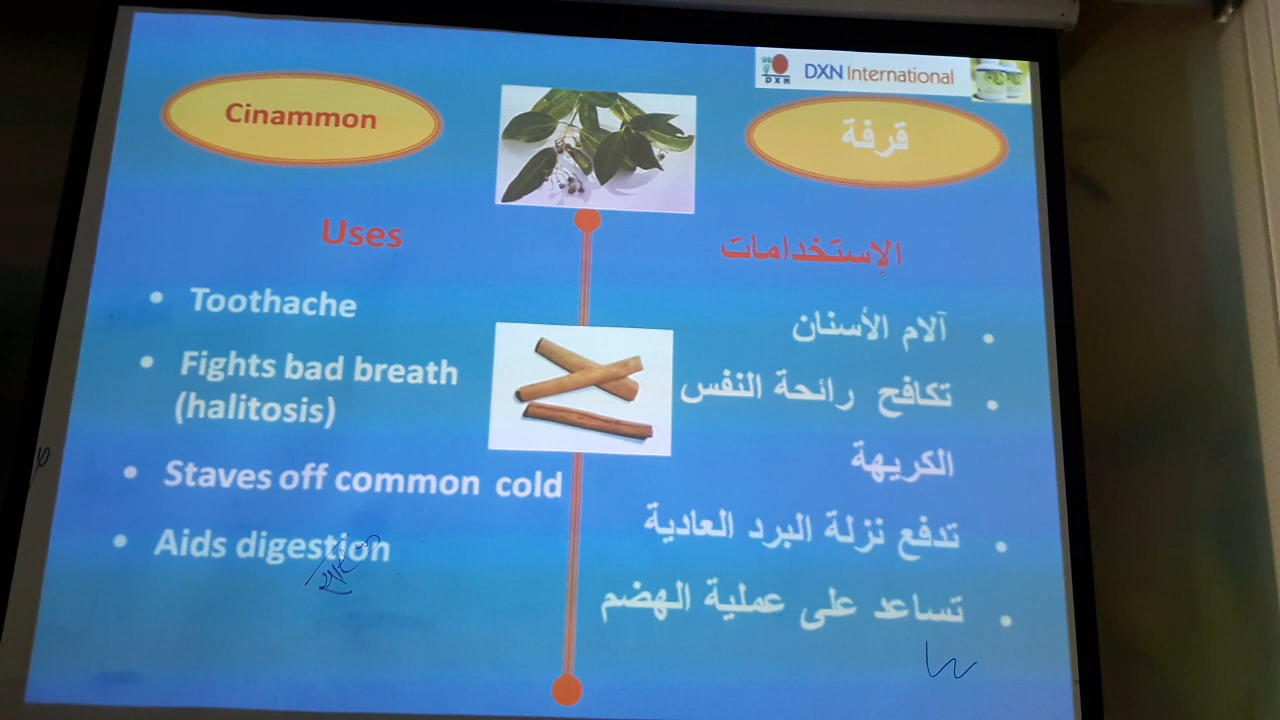 DXN
DXN International
Cinammon
Uses
• Toothache
• Fights bad breath
(halitosis)
• Staves off common cold
• Aids digestion
قرفة
الإستخدامات
• آلام الأسنان
• تكافح رائحة النفس
الكريهة
• تدفع نزلة البرد العادية
• تساعد على عملية الهضم